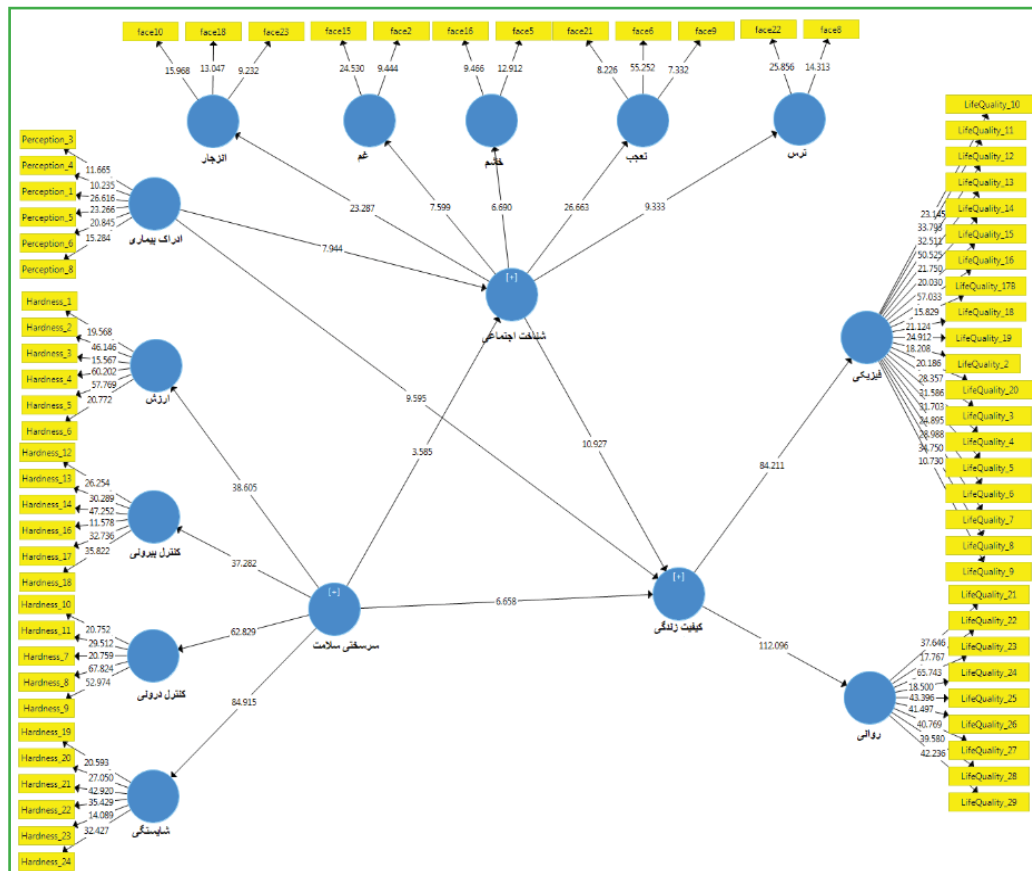 face10
face18
face23
face15
face2
face16
face5
face21
face6
face9
face22
face8
15.968
13.047
9.232
24.530
9.444
9.466
12.912
8.226
55.252
7.332
25.856
14.313
انزجار
غم
خشم
تعجب
ترس
Perception_3
Perception_4
Perception_1
Perception_5
Perception_6
Perception_8
11.665
10.235
26.616
23.266
20.845
15.284
ادراک بیماری
23.287
7.599
6.690
26.663
9.333
7.944
[+]
شناخت اجتماعی
Hardness_1
Hardness_2
Hardness_3
Hardness_4
Hardness_5
Hardness_6
19.568
46.146
15.567
60.202
57.769
20.772
ارزش
Hardness_12
Hardness_13
Hardness_14
Hardness_16
Hardness_17
Hardness_18
26.254
30.289
47.252
11.578
32.736
35.822
کنترل بیرونی
Hardness_10
Hardness_11
Hardness_7
Hardness_8
Hardness_9
20.752
29.512
20.759
67.824
52.974
کنترل درونی
Hardness_19
Hardness_20
Hardness_21
Hardness_22
Hardness_23
Hardness_24
20.593
27.050
42.920
35.429
14.089
32.427
شایستگی
38.605
37.282
62.829
84.915
[+]
سرسختی سلامت
3.585
9.595
10.927
6.658
[+]
کیفیت زندگی
84.211
112.096
LifeQuality_10
LifeQuality_11
LifeQuality_12
LifeQuality_13
LifeQuality_14
LifeQuality_15
LifeQuality_16
LifeQuality_17B
LifeQuality_18
LifeQuality_19
LifeQuality_2
LifeQuality_20
LifeQuality_3
LifeQuality_4
LifeQuality_5
LifeQuality_6
LifeQuality_7
LifeQuality_8
LifeQuality_9
23.145
33.798
32.511
50.525
21.750
20.030
57.033
15.829
21.124
24.912
18.208
20.186
28.357
31.586
31.703
24.895
34.750
10.730
فیزیکی
LifeQuality_21
LifeQuality_22
LifeQuality_23
LifeQuality_24
LifeQuality_25
LifeQuality_26
LifeQuality_27
LifeQuality_28
LifeQuality_29
37.646
17.767
65.743
18.500
43.396
41.497
40.769
39.580
42.236
روانی